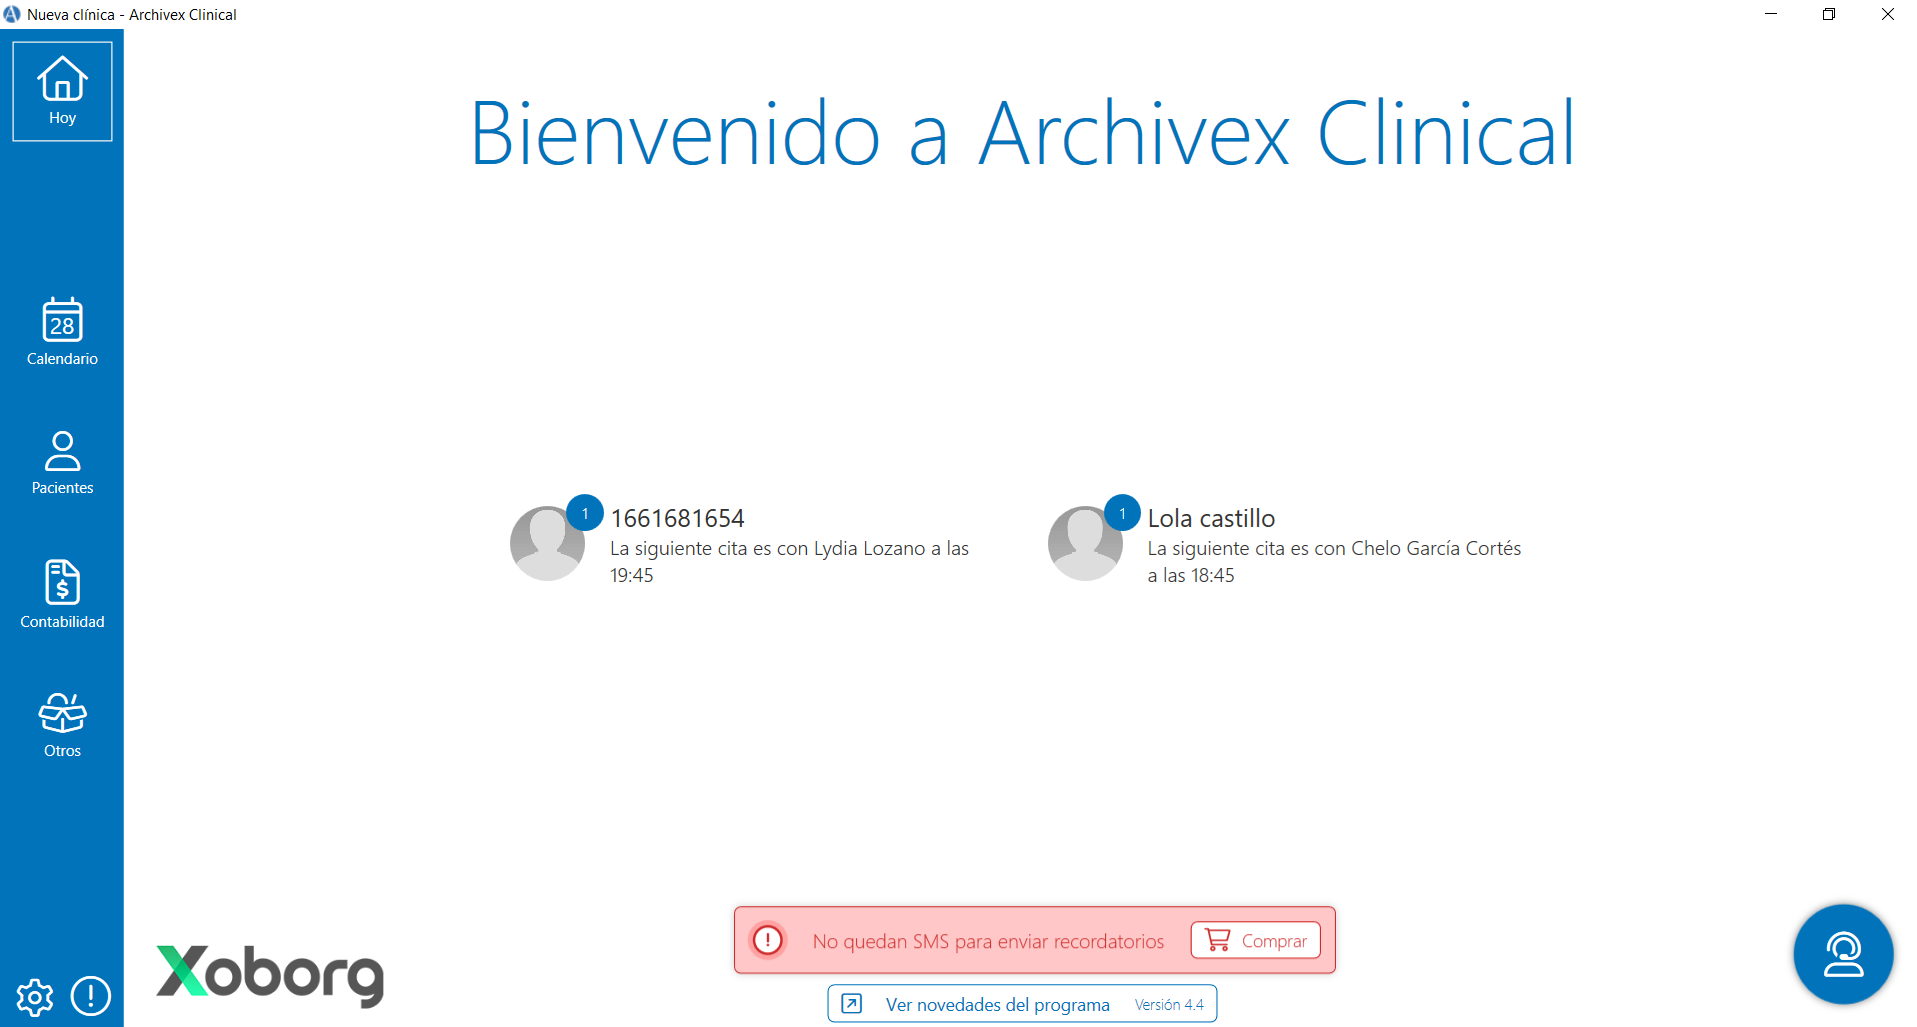 Nueva clínica - Archivex Clinical
Hoy
Bienvenido a Archivex Clinical
28
Calendario
Pacientes
Contabilidad
Otros
1
1661681654
La siguiente cita es con Lydia Lozano a las
19:45
1
Lola castillo
La siguiente cita es con Chelo García Cortés
a las 18:45
No quedan SMS para enviar recordatorios
Comprar
Xoborg
Ver novedades del programa Versión 4.4